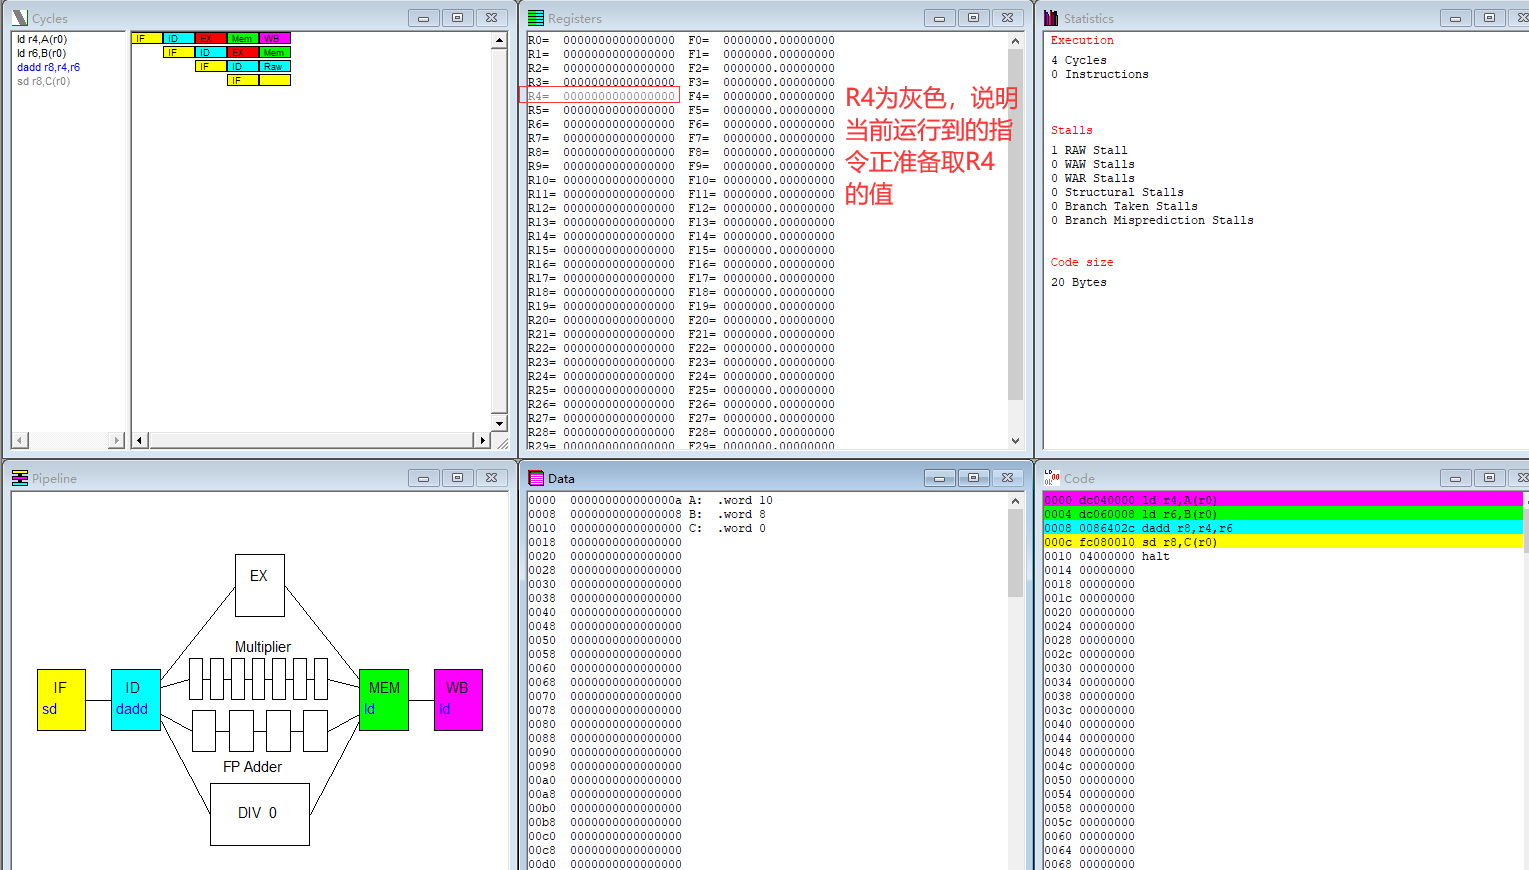 Cycles
ld r4,A(r0)
ld r6,B(r0)
dadd r8,r4,r6
sd r8,C(r0)
IF ID EX Mem WB
IF ID EX Mem
IF ID Raw
IF
Registers
R0= 0000000000000000 F0= 0000000.00000000
R1= 0000000000000000 F1= 0000000.00000000
R2= 0000000000000000 F2= 0000000.00000000
R3= 0000000000000000 F3= 0000000.00000000
R4= 0000000000000000 F4= 0000000.00000000
R5= 0000000000000000 F5= 0000000.00000000
R6= 0000000000000000 F6= 0000000.00000000
R7= 0000000000000000 F7= 0000000.00000000
R8= 0000000000000000 F8= 0000000.00000000
R9= 0000000000000000 F9= 0000000.00000000
R10= 0000000000000000 F10= 0000000.00000000
R11= 0000000000000000 F11= 0000000.00000000
R12= 0000000000000000 F12= 0000000.00000000
R13= 0000000000000000 F13= 0000000.00000000
R14= 0000000000000000 F14= 0000000.00000000
R15= 0000000000000000 F15= 0000000.00000000
R16= 0000000000000000 F16= 0000000.00000000
R17= 0000000000000000 F17= 0000000.00000000
R18= 0000000000000000 F18= 0000000.00000000
R19= 0000000000000000 F19= 0000000.00000000
R20= 0000000000000000 F20= 0000000.00000000
R21= 0000000000000000 F21= 0000000.00000000
R22= 0000000000000000 F22= 0000000.00000000
R23= 0000000000000000 F23= 0000000.00000000
R24= 0000000000000000 F24= 0000000.00000000
R25= 0000000000000000 F25= 0000000.00000000
R26= 0000000000000000 F26= 0000000.00000000
R27= 0000000000000000 F27= 0000000.00000000
R28= 0000000000000000 F28= 0000000.00000000
R29= 0000000000000000 F29= 0000000.00000000
R4为灰色，说明
当前运行到的指
令正准备取R4
的值
Statistics
Execution
4 Cycles
0 Instructions
Stalls
1 RAW Stall
0 WAW Stalls
0 WAR Stalls
0 Structural Stalls
0 Branch Taken Stalls
0 Branch Misprediction Stalls
Code size
20 Bytes
Pipeline
EX
Multiplier
IF
sd
ID
dadd
MEM
ld
WB
ld
FP Adder
DIV 0
Data
0000 000000000000000a A: .word 10
0008 0000000000000008 B: .word 8
0010 0000000000000000 C: .word 0
0018 0000000000000000
0020 0000000000000000
0028 0000000000000000
0030 0000000000000000
0038 0000000000000000
0040 0000000000000000
0048 0000000000000000
0050 0000000000000000
0058 0000000000000000
0060 0000000000000000
0068 0000000000000000
0070 0000000000000000
0078 0000000000000000
0080 0000000000000000
0088 0000000000000000
0090 0000000000000000
0098 0000000000000000
00a0 0000000000000000
00a8 0000000000000000
00b0 0000000000000000
00b8 0000000000000000
00c0 0000000000000000
00c8 0000000000000000
00d0 0000000000000000
Code
0000 dc040000 ld r4,A(r0)
0004 dc060008 ld r6,B(r0)
0008 0086402c dadd r8,r4,r6
000c fc080010 sd r8,C(r0)
0010 04000000 halt
0014 00000000
0018 00000000
001c 00000000
0020 00000000
0024 00000000
0028 00000000
002c 00000000
0030 00000000
0034 00000000
0038 00000000
003c 00000000
0040 00000000
0044 00000000
0048 00000000
004c 00000000
0050 00000000
0054 00000000
0058 00000000
005c 00000000
0060 00000000
0064 00000000
0068 00000000